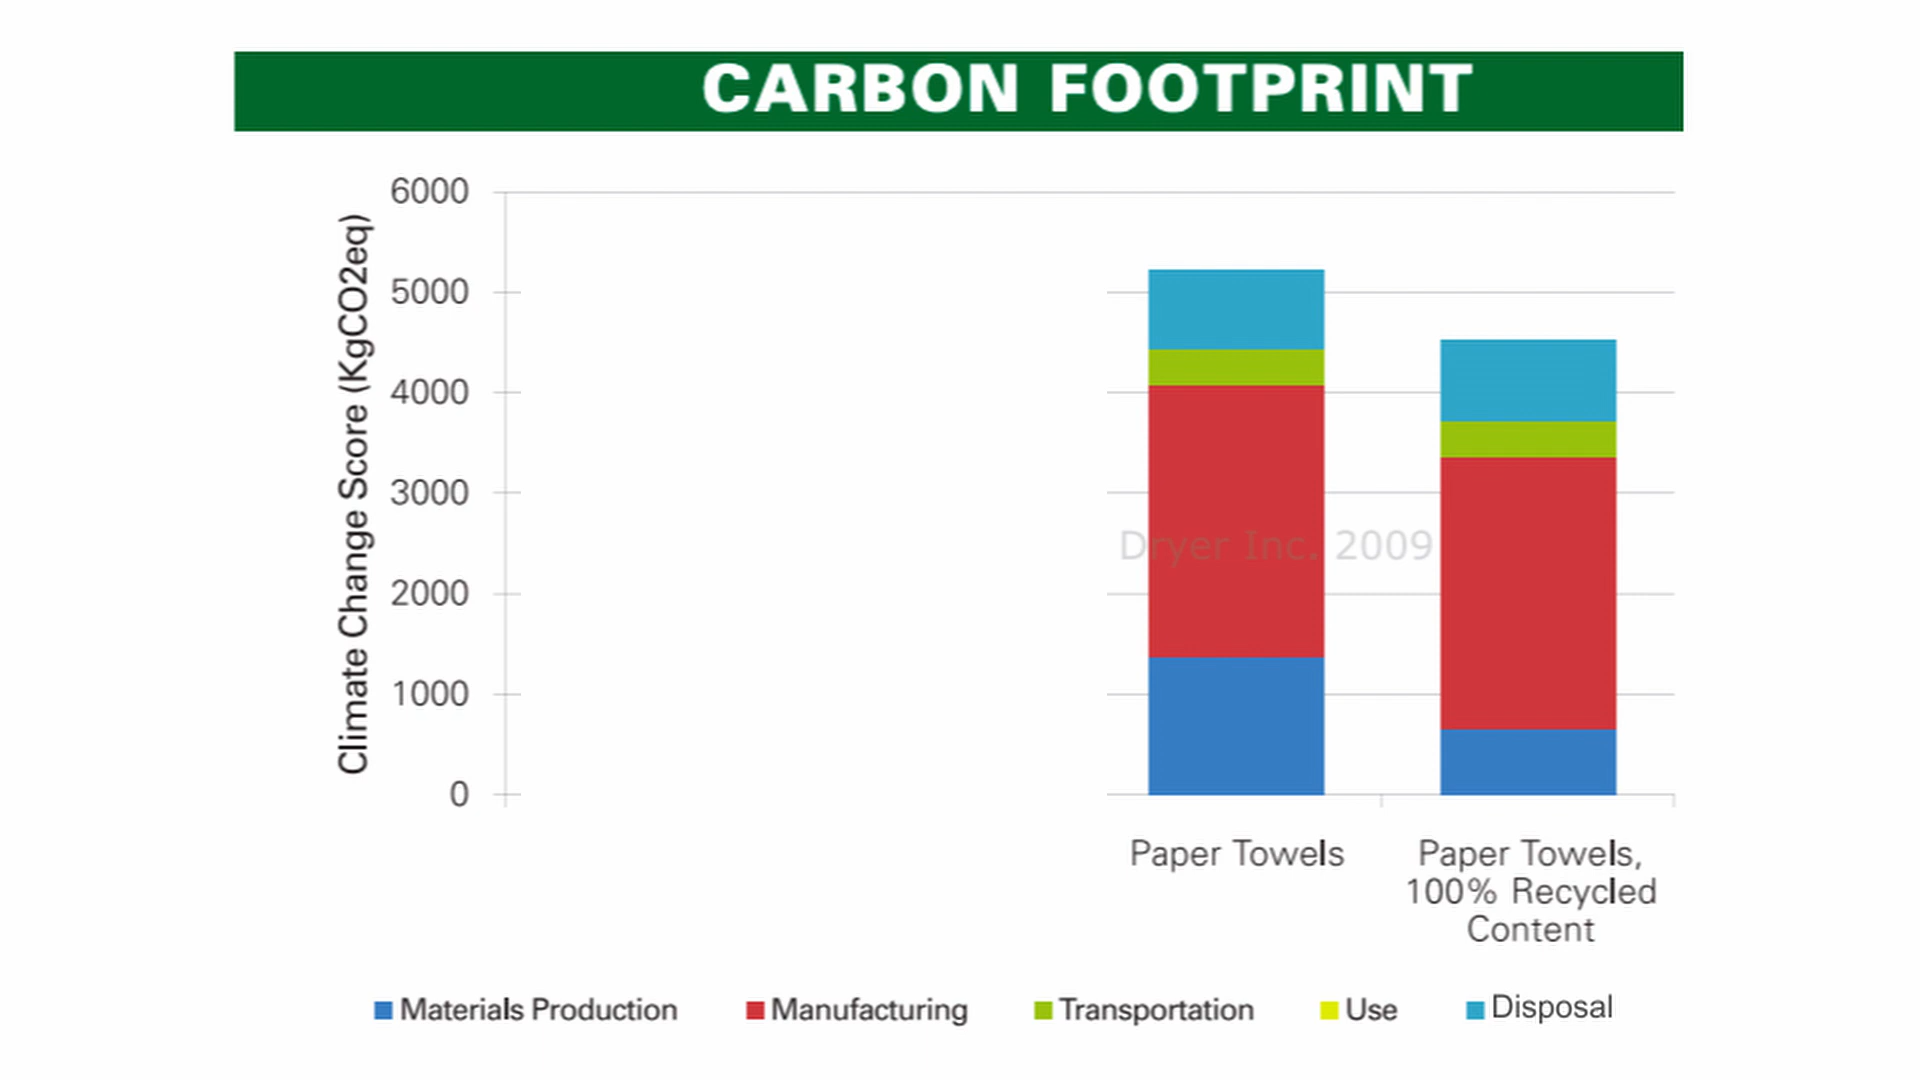 CARBON FOOTPRINT
Climate Change Score (KgCO2eq)
6000
5000
4000
3000
2000
1000
0
Dryer Inc. 2009
Paper Towels
Paper Towels,
100% Recycled
Content
Materials Production
Manufacturing
Transportation
Use
Disposal